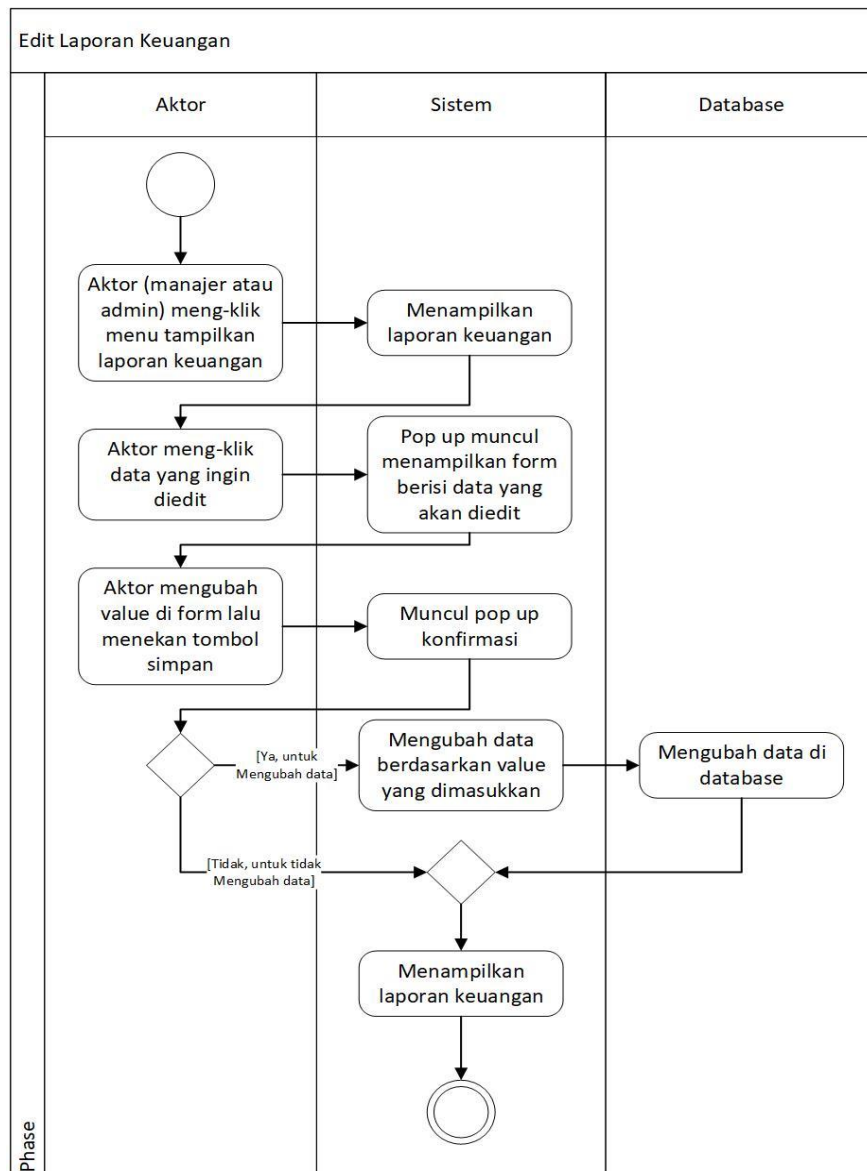 Edit Laporan Keuangan
Aktor
Sistem
Database
Aktor (manajer atau
admin) meng-klik
menu tampilkan
laporan keuangan
Menampilkan
laporan keuangan
Aktor meng-klik
data yang ingin
diedit
Pop up muncul
menampilkan form
berisi data yang
akan diedit
Aktor mengubah
value di form lalu
menekan tombol
simpan
Muncul pop up
konfirmasi
[Ya, untuk
Mengubah data]
Mengubah data
berdasarkan value
yang dimasukkan
Mengubah data di
database
[Tidak, untuk tidak
Mengubah data]
Menampilkan
laporan keuangan
Phase